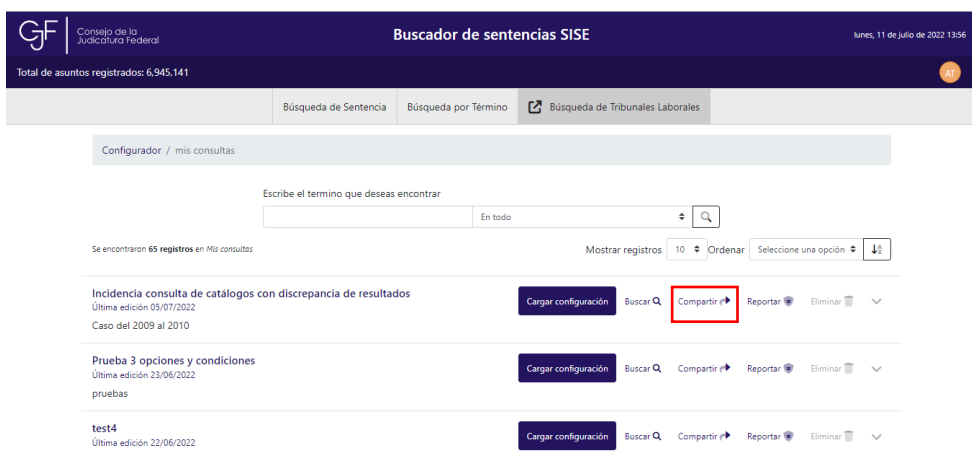 CJF
Consejo de la
Judicatura Federal
Buscador de sentencias SISE
lunes, 11 de julio de 2022 13:56
Total de asuntos registrados: 6,945,141
AT
Búsqueda de Sentencia Búsqueda por Término Búsqueda de Tribunales Laborales
Configurador / mis consultas
Escribe el termino que deseas encontrar
En todo
Se encontraron 65 registros en Mis consultas
Mostrar registros 10 Ordenar Seleccione una opción
Incidencia consulta de catálogos con discrepancia de resultados
Última edición 05/07/2022
Caso del 2009 al 2010
Cargar configuración Buscar Compartir Reportar Eliminar
Prueba 3 opciones y condiciones
Última edición 23/06/2022
pruebas
Cargar configuración Buscar Compartir Reportar Eliminar
test4
Última edición 22/06/2022
Cargar configuración Buscar Compartir Reportar Eliminar